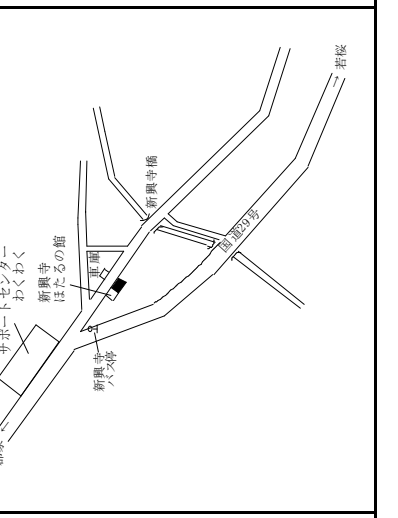 サポートセンター
わくわく
新興寺
ほたるの館
車庫
新興寺橋
国道29号
→ 若桜
新興寺
バス停
←